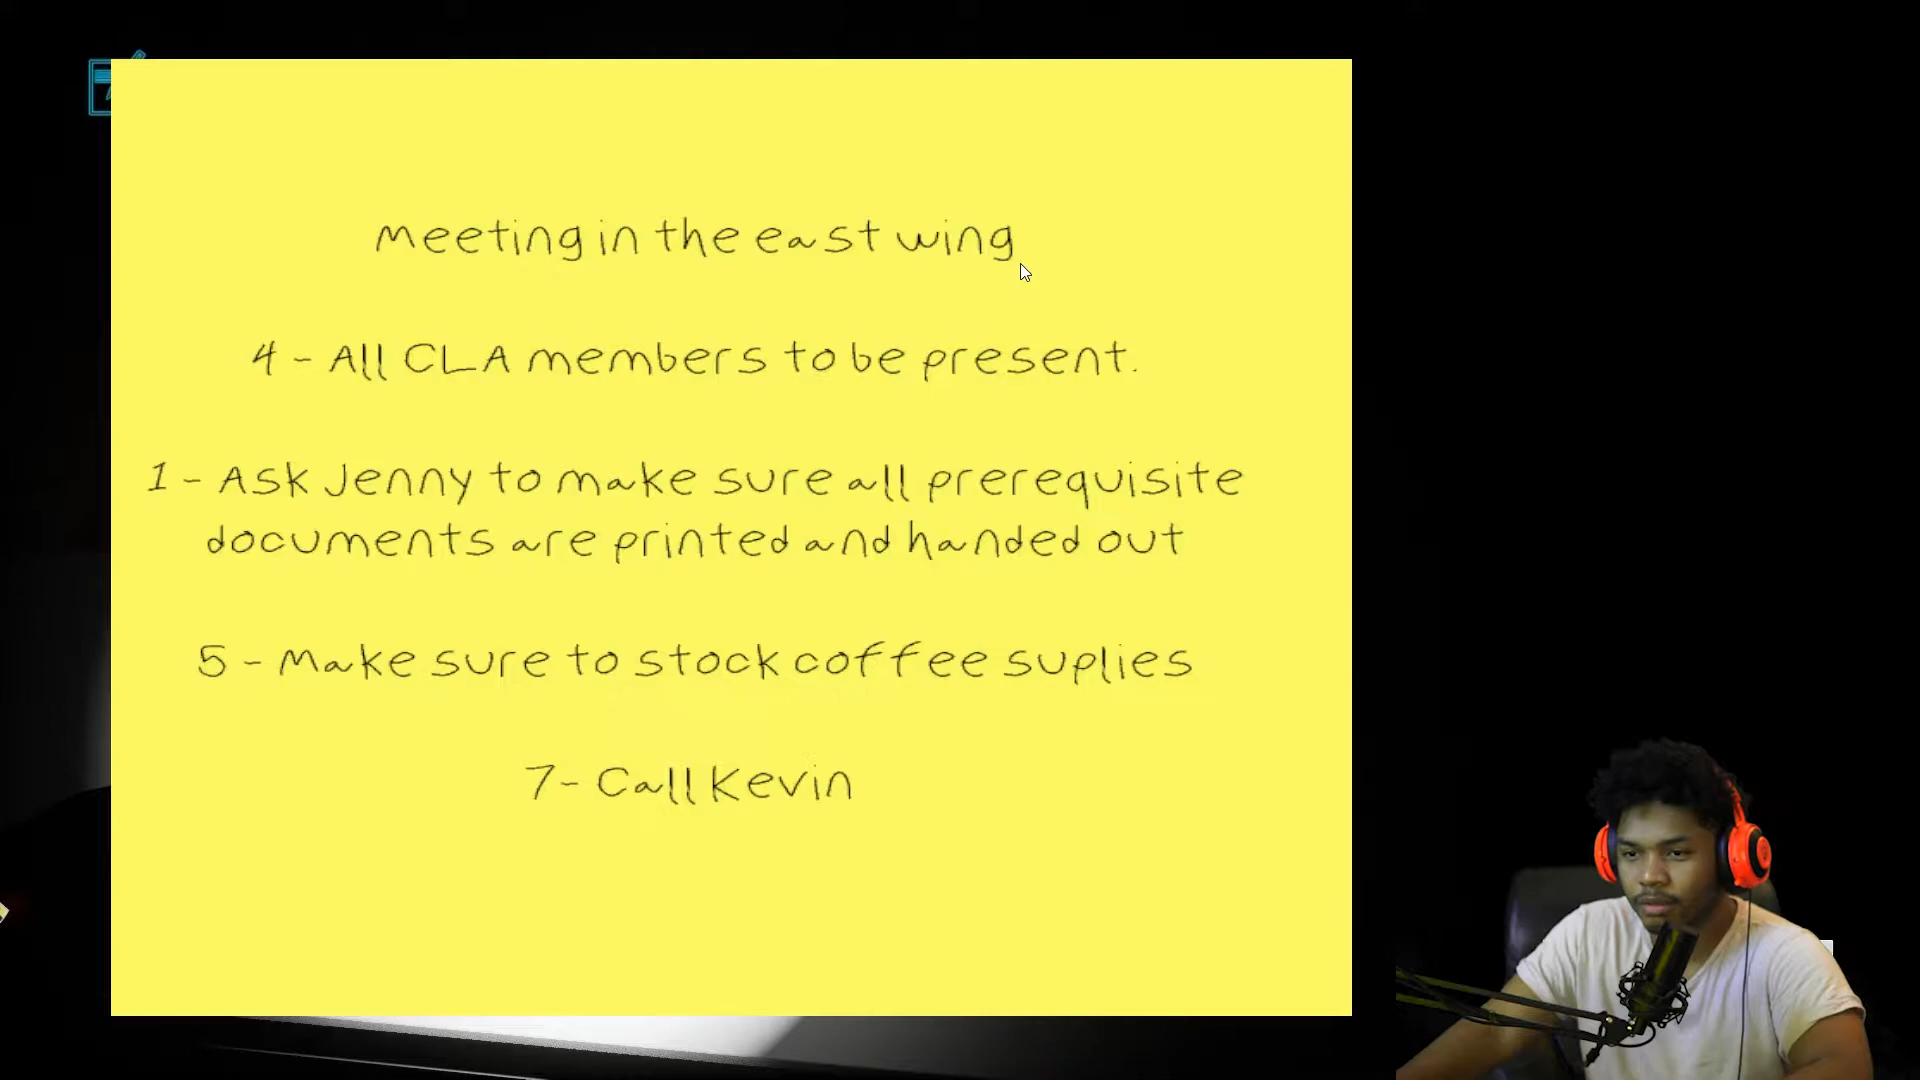 meeting in the east wing
4 - All CLA members to be present.
1 - Ask Jenny to make sure all prerequisite
documents are printed and handed out
5 - Make sure to stock coffee suplies
7 - Call Kevin